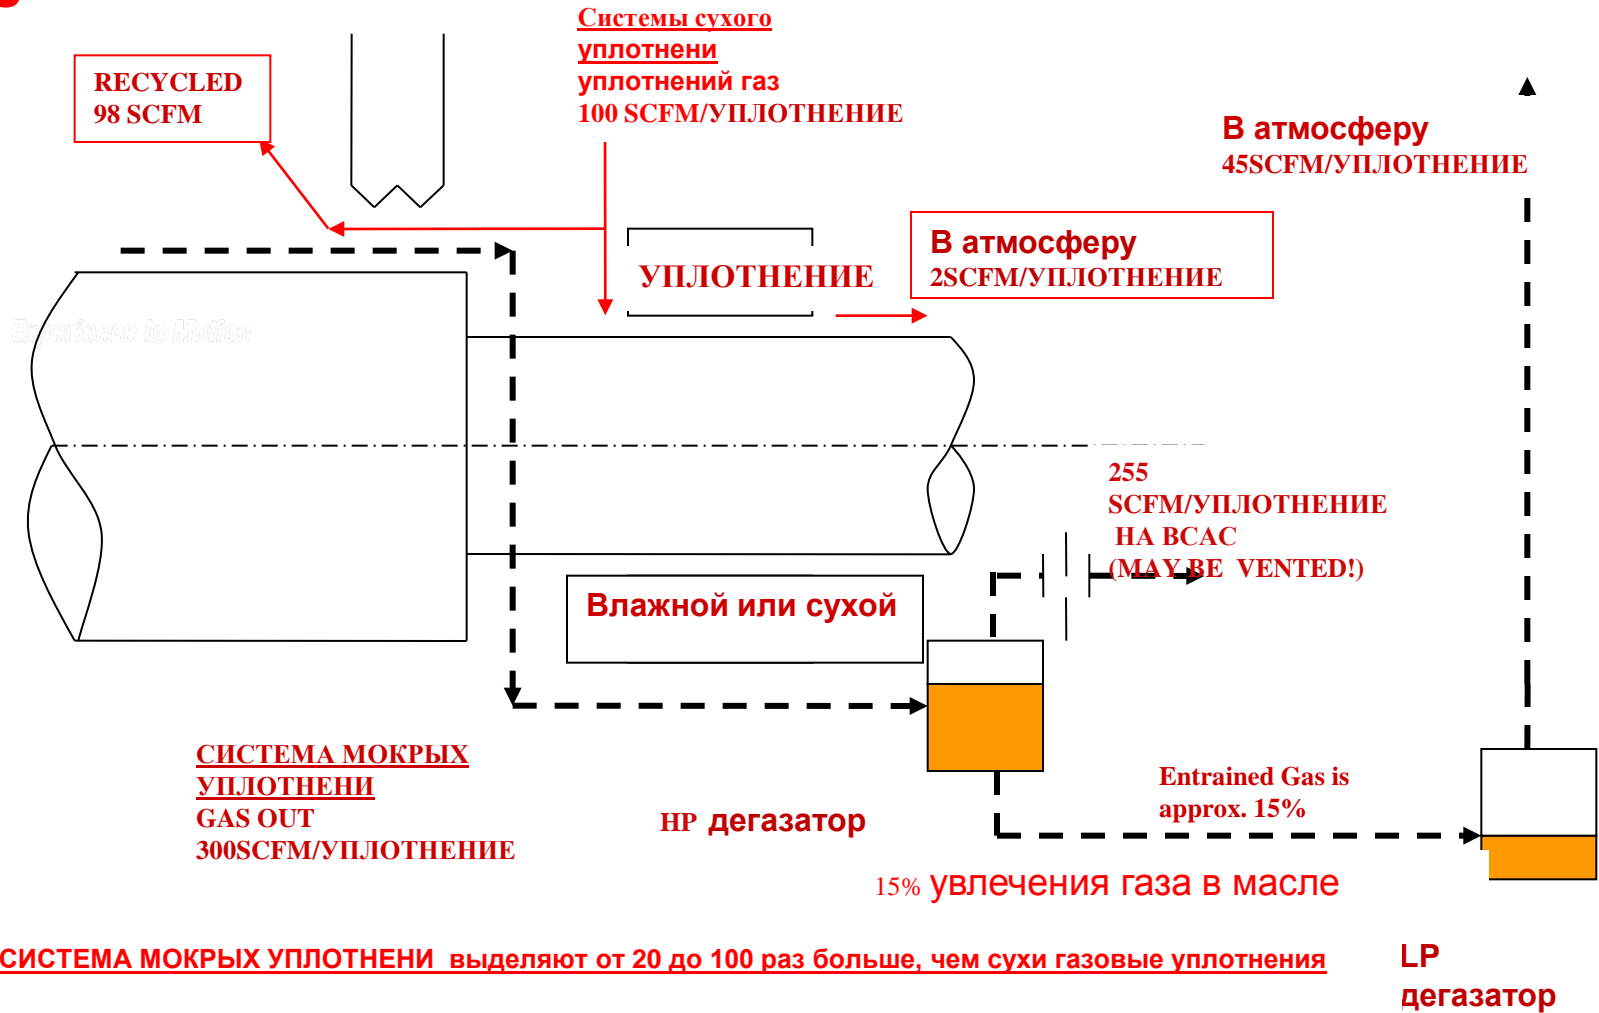 Системы сухого
уплотнени
уплотнений газ
100 SCFM/УПЛОТНЕНИЕ
RECYCLED
98 SCFM
В атмосферу
45SCFM/УПЛОТНЕНИЕ
В атмосферу
2SCFM/УПЛОТНЕНИЕ
УПЛОТНЕНИЕ
Experience In Motion
255
SCFM/УПЛОТНЕНИЕ
НА ВСАС
(MAY BE VENTED!)
Влажной или сухой
СИСТЕМА МОКРЫХ
УПЛОТНЕНИ
GAS OUT
300SCFM/УПЛОТНЕНИЕ
HP дегазатор
Entrained Gas is
approx. 15%
15% увлечения газа в масле
СИСТЕМА МОКРЫХ УПЛОТНЕНИ выделяют от 20 до 100 раз больше, чем сухи газовые уплотнения
LP
дегазатор